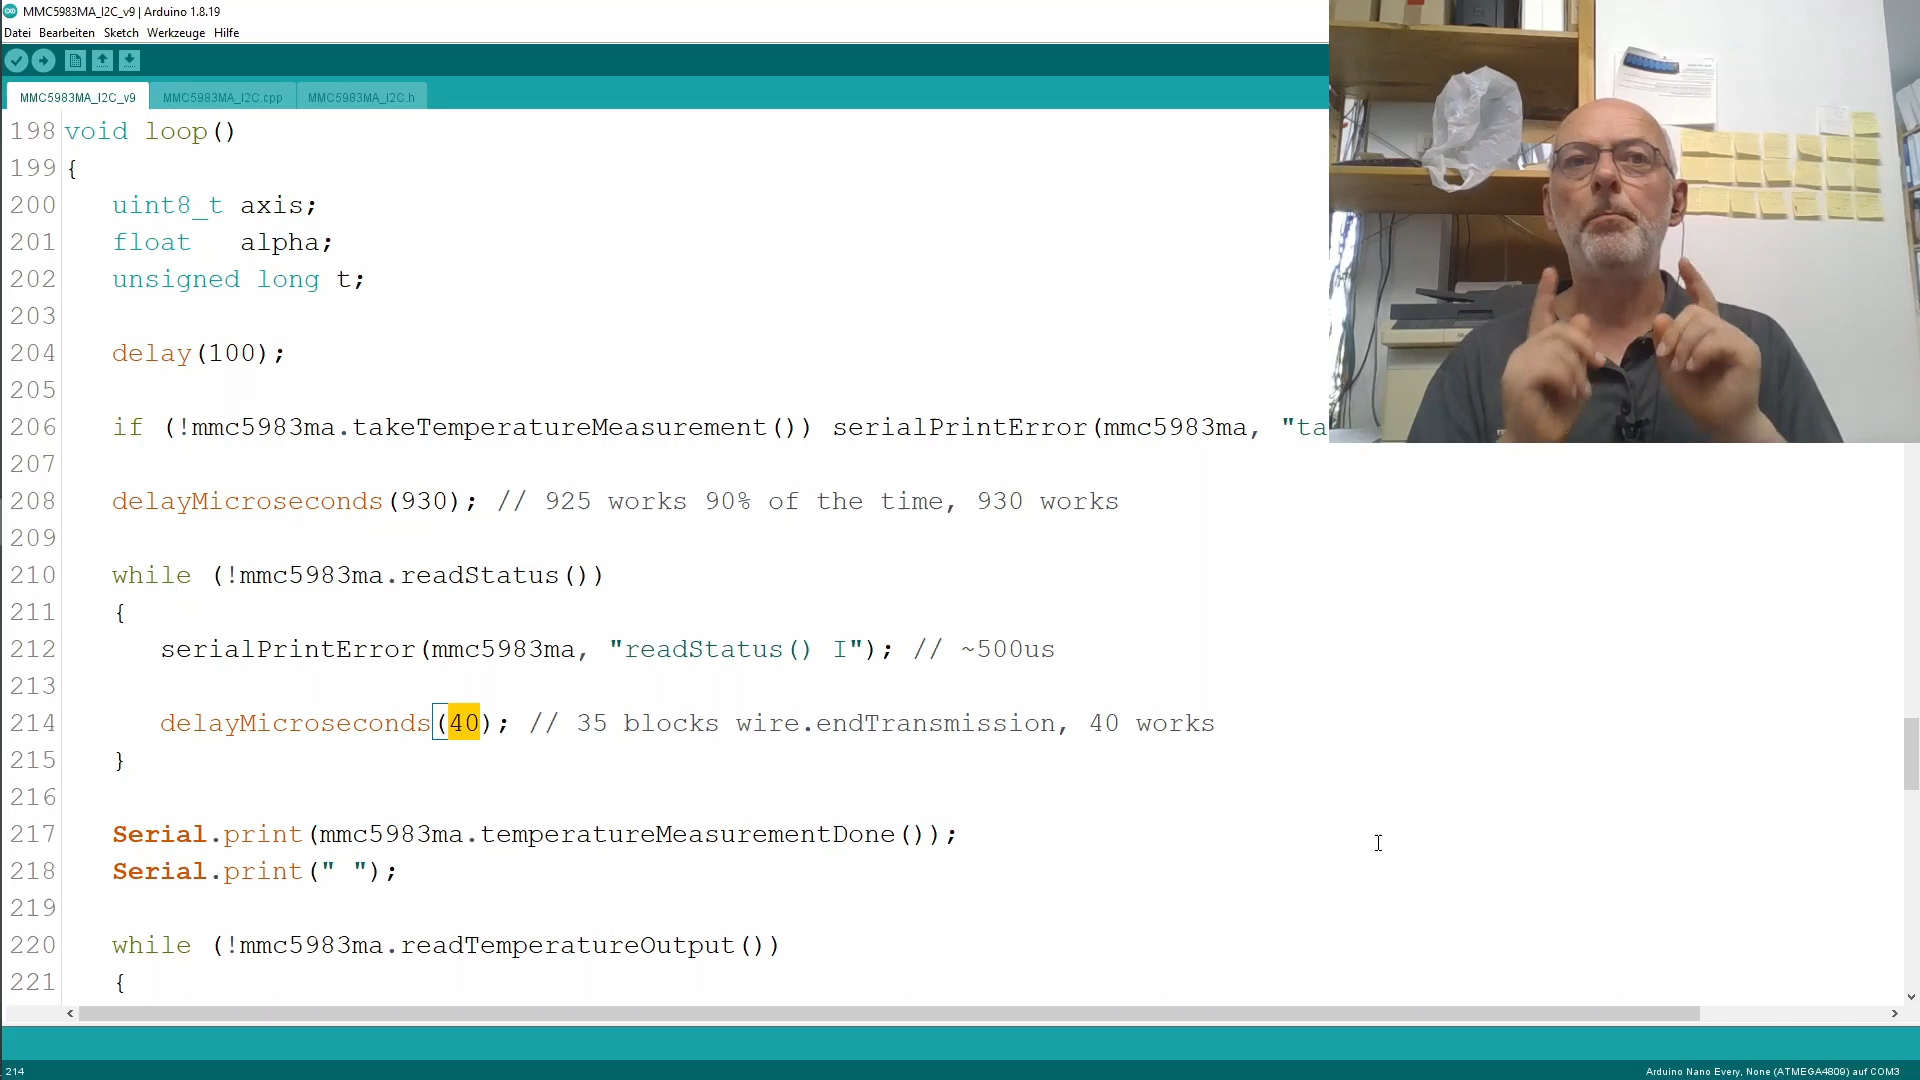 MMC5983MA_I2C_v9 | Arduino 1.8.19
Datei Bearbeiten Sketch Werkzeuge Hilfe
MMC5983MA_I2C_v9 MMC5983MA_I2C.cpp MMC5983MA_I2C.h
198 void loop()
199 {
200 uint8_t axis;
201 float alpha;
202 unsigned long t;
203
204 delay(100);
205
206 if (!mmc5983ma.takeTemperatureMeasurement()) serialPrintError(mmc5983ma, "ta
207
208 delayMicroseconds(930); // 925 works 90% of the time, 930 works
209
210 while (!mmc5983ma.readStatus())
211 {
212 serialPrintError(mmc5983ma, "readStatus() I"); // ~500us
213
214 delayMicroseconds(40); // 35 blocks wire.endTransmission, 40 works
215 }
216
217 Serial.print(mmc5983ma.temperatureMeasurementDone());
218 Serial.print(" ");
219
220 while (!mmc5983ma.readTemperatureOutput())
221 {
214
Arduino Nano Every, None (ATMEGA4809) auf COM3